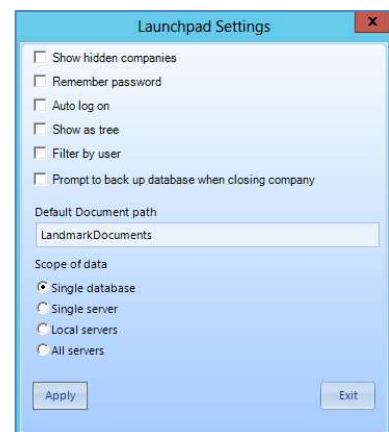 Launchpad Settings
x
Show hidden companies
Remember password
Auto log on
Show as tree
Filter by user
Prompt to back up database when closing company
Default Document path
LandmarkDocuments
Scope of data
Single database
Single server
Local servers
All servers
Apply
Exit